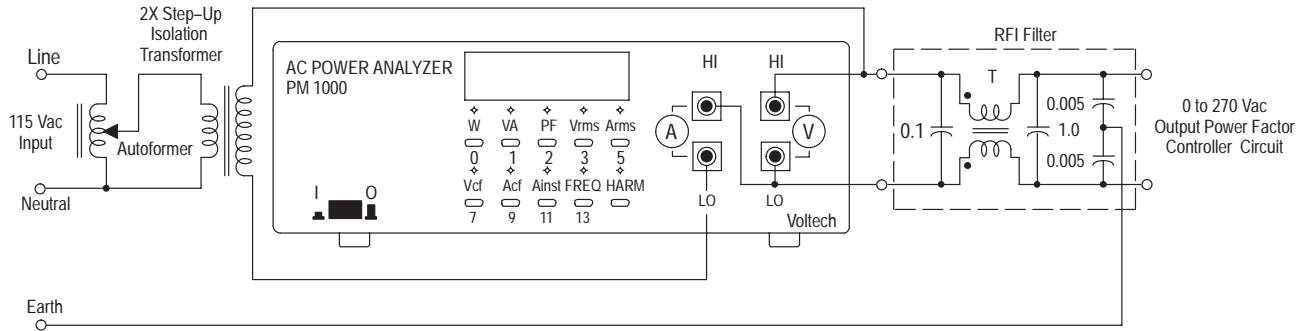 2X Step–Up
Isolation
Transformer
RFI Filter
Line
115 Vac
Input
Autoformer
Neutral
AC POWER ANALYZER
PM 1000
W VA PF Vrms Arms
0 1 2 3 5
Vcf Acf Ainst FREQ HARM
7 9 11 13
I O
HI HI
A V
LO LO
Voltech
T
0.1
1.0
0.005
0.005
0 to 270 Vac
Output Power Factor
Controller Circuit
Earth